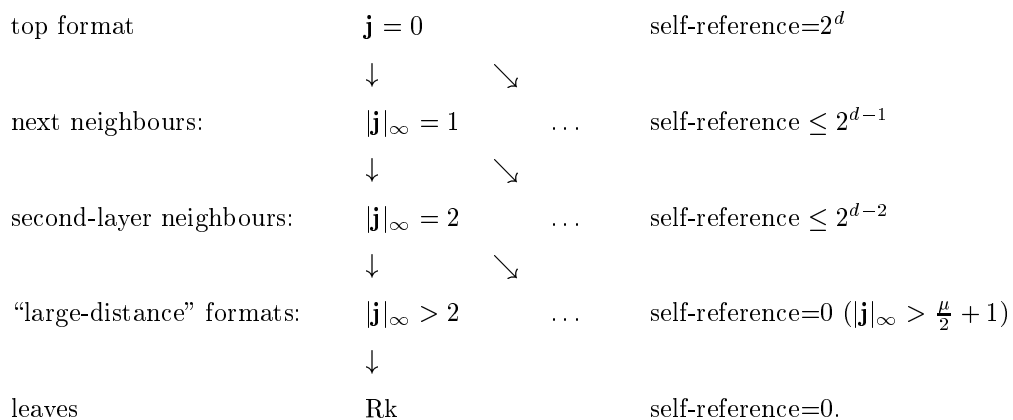 top format j = 0 self-reference=2^d
↓ ↘
next neighbours: |j|_∞ = 1 ... self-reference ≤ 2^{d−1}
↓ ↘
second-layer neighbours: |j|_∞ = 2 ... self-reference ≤ 2^{d−2}
↓ ↘
“large-distance” formats: |j|_∞ > 2 ... self-reference=0 (|j|_∞ > μ/2 + 1)
↓
leaves Rk self-reference=0.